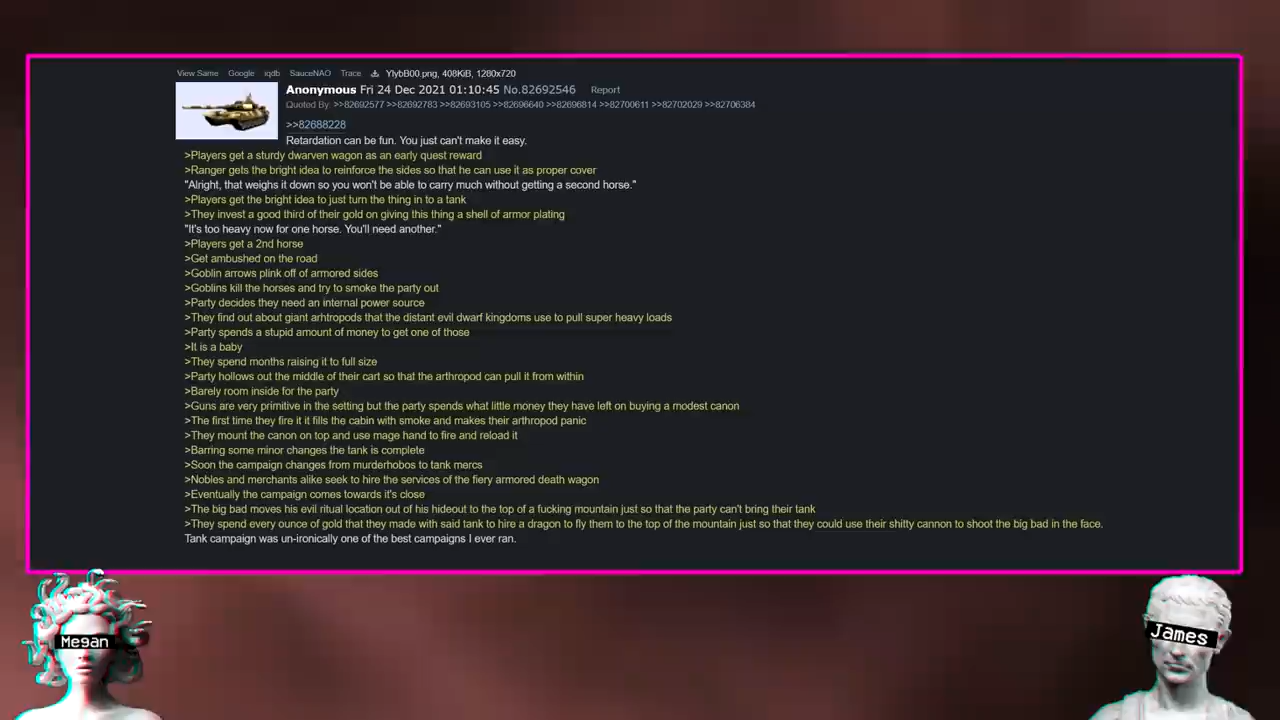 View Same Google iqdb SauceNAO Trace YlybB00.png, 408KiB, 1280x720
Anonymous Fri 24 Dec 2021 01:10:45 No.82692546 Report
Quoted By: >>82692577 >>82692783 >>82693105 >>82696640 >>82696814 >>82700611 >>82702029 >>82706384
>>82688228
Retardation can be fun. You just can't make it easy.
>Players get a sturdy dwarven wagon as an early quest reward
>Ranger gets the bright idea to reinforce the sides so that he can use it as proper cover
"Alright, that weighs it down so you won't be able to carry much without getting a second horse."
>Players get the bright idea to just turn the thing in to a tank
>They invest a good third of their gold on giving this thing a shell of armor plating
"It's too heavy now for one horse. You'll need another."
>Players get a 2nd horse
>Get ambushed on the road
>Goblin arrows plink off of armored sides
>Goblins kill the horses and try to smoke the party out
>Party decides they need an internal power source
>They find out about giant arhtropods that the distant evil dwarf kingdoms use to pull super heavy loads
>Party spends a stupid amount of money to get one of those
>It is a baby
>They spend months raising it to full size
>Party hollows out the middle of their cart so that the arthropod can pull it from within
>Barely room inside for the party
>Guns are very primitive in the setting but the party spends what little money they have left on buying a modest canon
>The first time they fire it it fills the cabin with smoke and makes their arthropod panic
>They mount the canon on top and use mage hand to fire and reload it
>Barring some minor changes the tank is complete
>Soon the campaign changes from murderhobos to tank mercs
>Nobles and merchants alike seek to hire the services of the fiery armored death wagon
>Eventually the campaign comes towards it's close
>The big bad moves his evil ritual location out of his hideout to the top of a fucking mountain just so that the party can't bring their tank
>They spend every ounce of gold that they made with said tank to hire a dragon to fly them to the top of the mountain just so that they could use their shitty cannon to shoot the big bad in the face.
Tank campaign was un-ironically one of the best campaigns I ever ran.
Megan
James